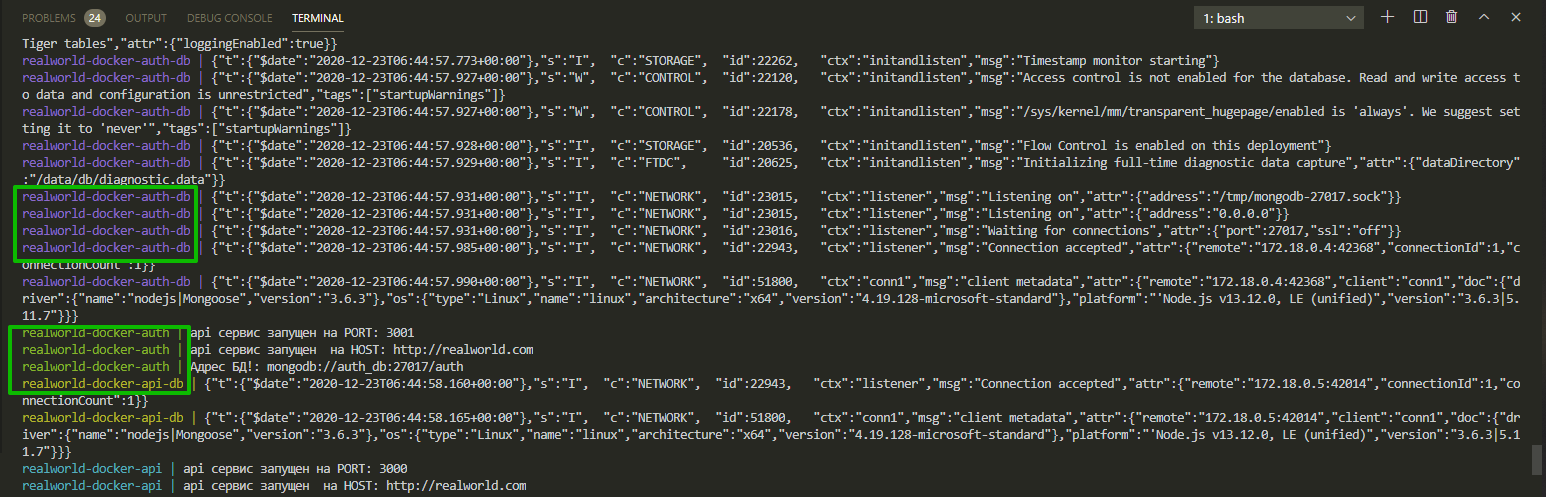 PROBLEMS 24 OUTPUT DEBUG CONSOLE TERMINAL 1: bash
Tiger tables","attr":{"loggingEnabled":true}}
realworld-docker-auth-db | {"t":{"$date":"2020-12-23T06:44:57.773+00:00"},"s":"I",  "c":"STORAGE",  "id":22262,   "ctx":"initandlisten","msg":"Timestamp monitor starting"}
realworld-docker-auth-db | {"t":{"$date":"2020-12-23T06:44:57.927+00:00"},"s":"W",  "c":"CONTROL",  "id":22120,   "ctx":"initandlisten","msg":"Access control is not enabled for the database. Read and write access t
o data and configuration is unrestricted","tags":["startupWarnings"]}
realworld-docker-auth-db | {"t":{"$date":"2020-12-23T06:44:57.927+00:00"},"s":"W",  "c":"CONTROL",  "id":22178,   "ctx":"initandlisten","msg":"/sys/kernel/mm/transparent_hugepage/enabled is 'always'. We suggest set
ting it to 'never'","tags":["startupWarnings"]}
realworld-docker-auth-db | {"t":{"$date":"2020-12-23T06:44:57.928+00:00"},"s":"I",  "c":"STORAGE",  "id":20536,   "ctx":"initandlisten","msg":"Flow Control is enabled on this deployment"}
realworld-docker-auth-db | {"t":{"$date":"2020-12-23T06:44:57.929+00:00"},"s":"I",  "c":"FTDC",     "id":20625,   "ctx":"initandlisten","msg":"Initializing full-time diagnostic data capture","attr":{"dataDirectory"
:"/data/db/diagnostic.data"}}
realworld-docker-auth-db | {"t":{"$date":"2020-12-23T06:44:57.931+00:00"},"s":"I",  "c":"NETWORK",  "id":23015,   "ctx":"listener","msg":"Listening on","attr":{"address":"/tmp/mongodb-27017.sock"}}
realworld-docker-auth-db | {"t":{"$date":"2020-12-23T06:44:57.931+00:00"},"s":"I",  "c":"NETWORK",  "id":23015,   "ctx":"listener","msg":"Listening on","attr":{"address":"0.0.0.0"}}
realworld-docker-auth-db | {"t":{"$date":"2020-12-23T06:44:57.931+00:00"},"s":"I",  "c":"NETWORK",  "id":23016,   "ctx":"listener","msg":"Waiting for connections","attr":{"port":27017,"ssl":"off"}}
realworld-docker-auth-db | {"t":{"$date":"2020-12-23T06:44:57.985+00:00"},"s":"I",  "c":"NETWORK",  "id":22943,   "ctx":"listener","msg":"Connection accepted","attr":{"remote":"172.18.0.4:42368","connectionId":1,"c
onnectionCount":1}}
realworld-docker-auth-db | {"t":{"$date":"2020-12-23T06:44:57.990+00:00"},"s":"I",  "c":"NETWORK",  "id":51800,   "ctx":"conn1","msg":"client metadata","attr":{"remote":"172.18.0.4:42368","client":"conn1","doc":{"d
river":{"name":"nodejs|Mongoose","version":"3.6.3"},"os":{"type":"Linux","name":"linux","architecture":"x64","version":"4.19.128-microsoft-standard"},"platform":"'Node.js v13.12.0, LE (unified)","version":"3.6.3|5.
11.7"}}}
realworld-docker-auth | api сервис запущен на PORT: 3001
realworld-docker-auth | api сервис запущен  на HOST: http://realworld.com
realworld-docker-auth | Адрес БД!: mongodb://auth_db:27017/auth
realworld-docker-api-db | {"t":{"$date":"2020-12-23T06:44:58.160+00:00"},"s":"I",  "c":"NETWORK",  "id":22943,   "ctx":"listener","msg":"Connection accepted","attr":{"remote":"172.18.0.5:42014","connectionId":1,"co
nnectionCount":1}}
realworld-docker-api-db | {"t":{"$date":"2020-12-23T06:44:58.165+00:00"},"s":"I",  "c":"NETWORK",  "id":51800,   "ctx":"conn1","msg":"client metadata","attr":{"remote":"172.18.0.5:42014","client":"conn1","doc":{"dr
iver":{"name":"nodejs|Mongoose","version":"3.6.3"},"os":{"type":"Linux","name":"linux","architecture":"x64","version":"4.19.128-microsoft-standard"},"platform":"'Node.js v13.12.0, LE (unified)","version":"3.6.3|5.1
1.7"}}}
realworld-docker-api | api сервис запущен на PORT: 3000
realworld-docker-api | api сервис запущен  на HOST: http://realworld.com